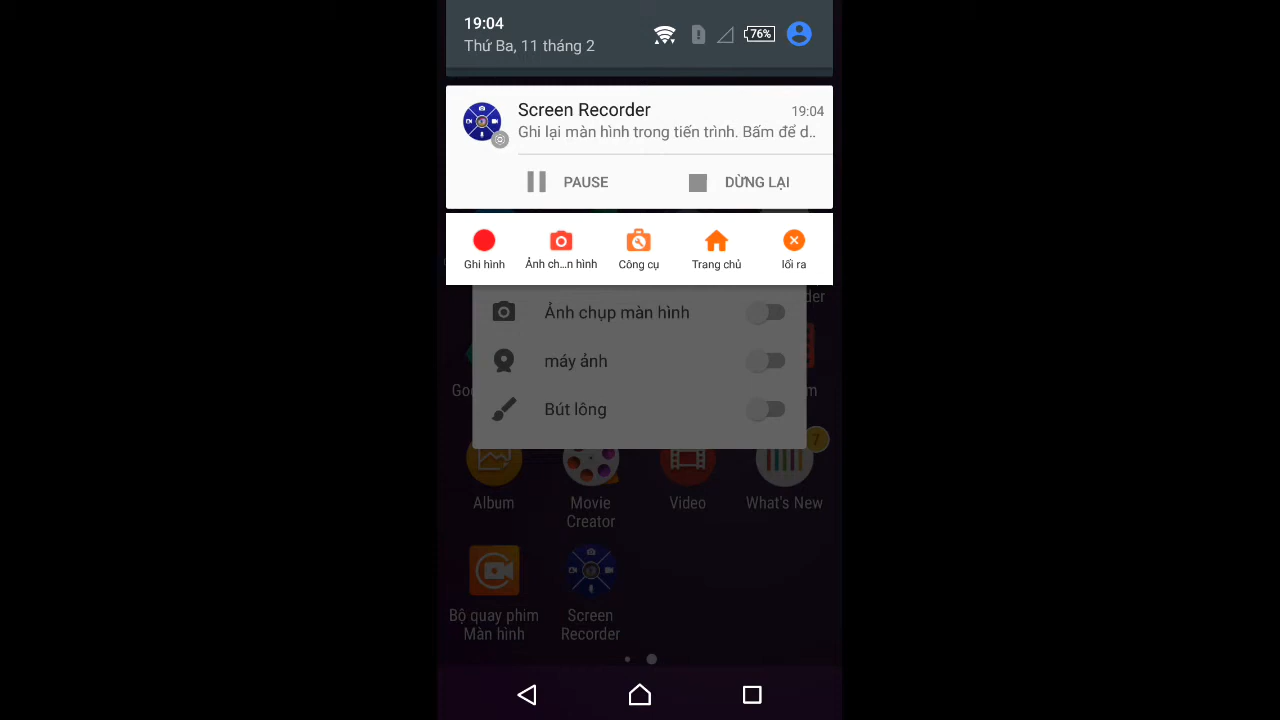 19:04
Thứ Ba, 11 tháng 2
76%
Screen Recorder
19:04
Ghi lại màn hình trong tiến trình. Bấm để d..
PAUSE
DỪNG LẠI
Ghi hình
Ảnh ch...n hình
Công cụ
Trang chủ
lối ra
der
Ảnh chụp màn hình
máy ảnh
Goo
m
Bút lông
7
Album
Movie
Creator
Video
What's New
Bộ quay phim
Màn hình
Screen
Recorder